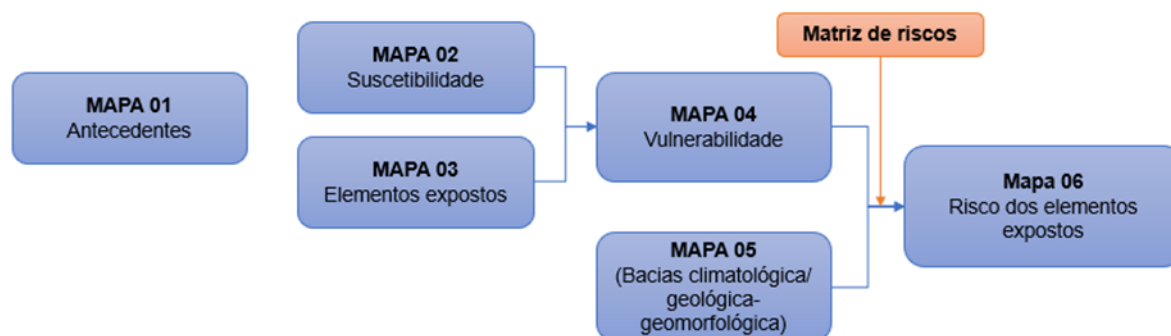 MAPA 01
Antecedentes
MAPA 02
Suscetibilidade
MAPA 03
Elementos expostos
MAPA 04
Vulnerabilidade
MAPA 05
(Bacias climatológica/
geológica-
geomorfológica)
Matriz de riscos
Mapa 06
Risco dos elementos
expostos